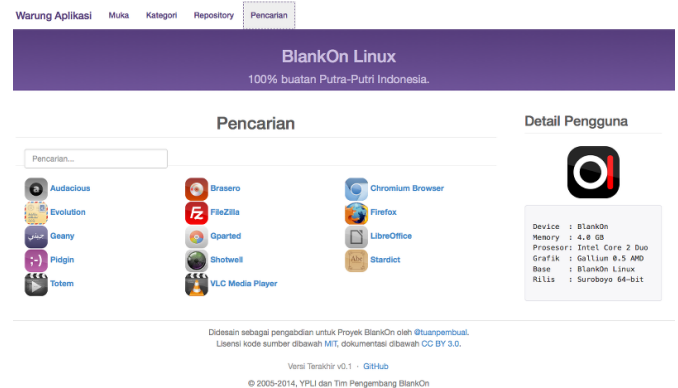 Warung Aplikasi Muka Kategori Repository Pencarian
BlankOn Linux
100% buatan Putra-Putri Indonesia.
Pencarian
Pencarian...
Audacious Brasero Chromium Browser
Evolution FileZilla Firefox
Geany Gparted LibreOffice
Pidgin Shotwell Stardict
Totem VLC Media Player
Detail Pengguna
Device : BlankOn
Memory : 4.0 GB
Prosesor: Intel Core 2 Duo
Grafik : Gallium 0.5 AMD
Base : BlankOn Linux
Rilis : Suroboyo 64-bit
Didesain sebagai pengabdian untuk Proyek BlankOn oleh @tuanpembual.
Lisensi kode sumber dibawah MIT, dokumentasi dibawah CC BY 3.0.
Versi Terakhir v0.1 · GitHub
© 2005-2014, YPLI dan Tim Pengembang BlankOn